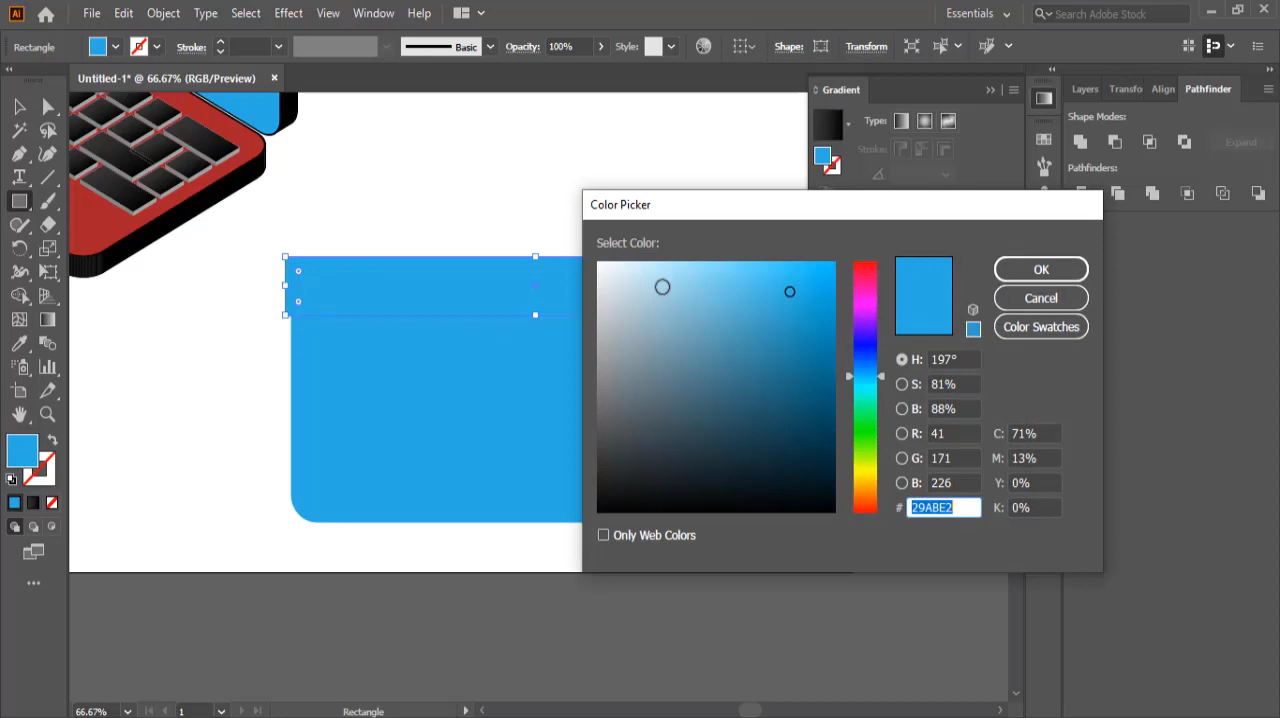 Ai File Edit Object Type Select Effect View Window Help Essentials Search Adobe Stock
Rectangle Stroke: Basic Opacity: 100% Style: Shape: Transform
Untitled-1* @ 66.67% (RGB/Preview)
Gradient
Layers Transfo Align Pathfinder
Type:
Shape Modes:
Stroke:
Expand
Pathfinders:
Color Picker
Select Color:
OK
Cancel
Color Swatches
H: 197°
S: 81%
B: 88%
R: 41 C: 71%
G: 171 M: 13%
B: 226 Y: 0%
# 29ABE2 K: 0%
Only Web Colors
66.67% 1 Rectangle